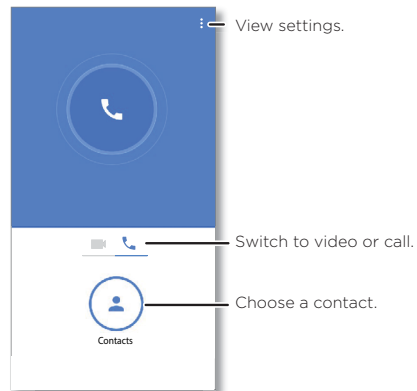 View settings.
Switch to video or call.
Choose a contact.
Contacts